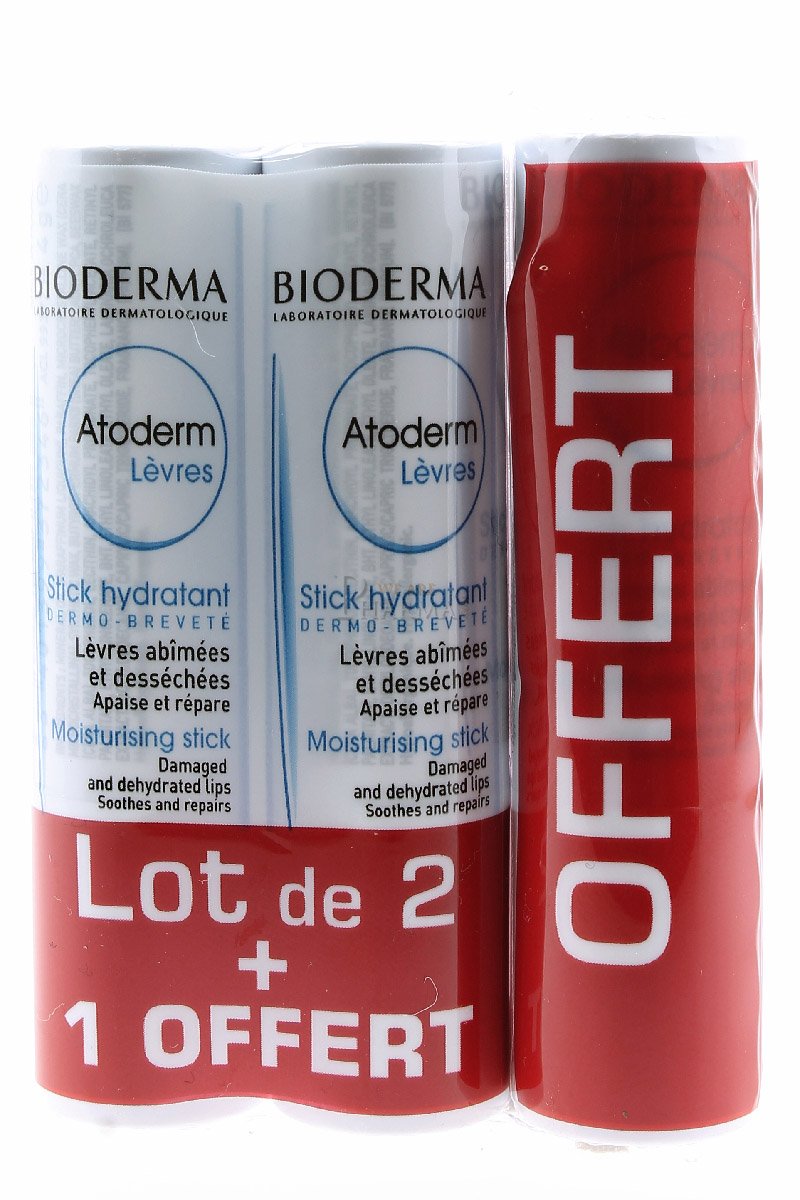 BIODERMA
LABORATOIRE DERMATOLOGIQUE
Atoderm
Lèvres
Stick hydratant
DERMO-BREVETÉ
Lèvres abîmées
et desséchées
Apaise et répare
Moisturising stick
Damaged
and dehydrated lips
Soothes and repairs
BIODERMA
LABORATOIRE DERMATOLOGIQUE
Atoderm
Lèvres
Stick hydratant
DERMO-BREVETÉ
Lèvres abîmées
et desséchées
Apaise et répare
Moisturising stick
Damaged
and dehydrated lips
Soothes and repairs
Lot de 2
+
1 OFFERT
OFFERT